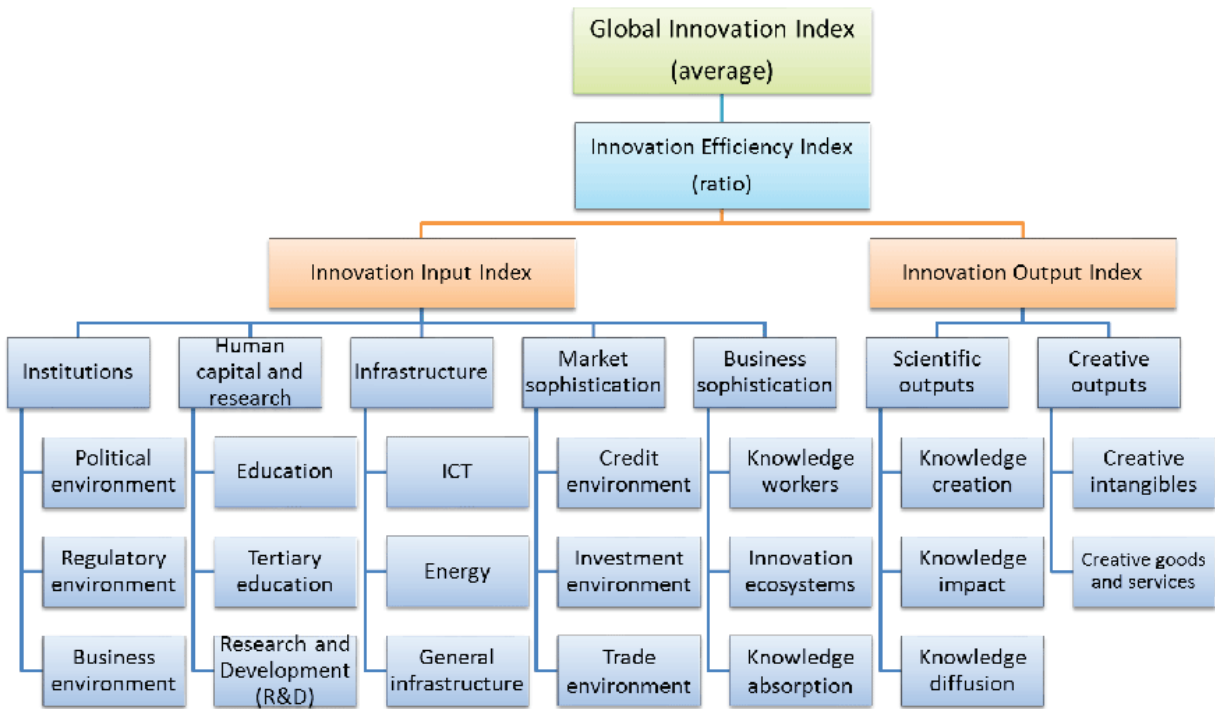 Global Innovation Index
(average)
Innovation Efficiency Index
(ratio)
Innovation Input Index
Innovation Output Index
Institutions
Human
capital and
research
Infrastructure
Market
sophistication
Business
sophistication
Scientific
outputs
Creative
outputs
Political
environment
Education
ICT
Credit
environment
Knowledge
workers
Knowledge
creation
Creative
intangibles
Regulatory
environment
Tertiary
education
Energy
Investment
environment
Innovation
ecosystems
Knowledge
impact
Creative goods
and services
Business
environment
Research and
Development
(R&D)
General
infrastructure
Trade
environment
Knowledge
absorption
Knowledge
diffusion